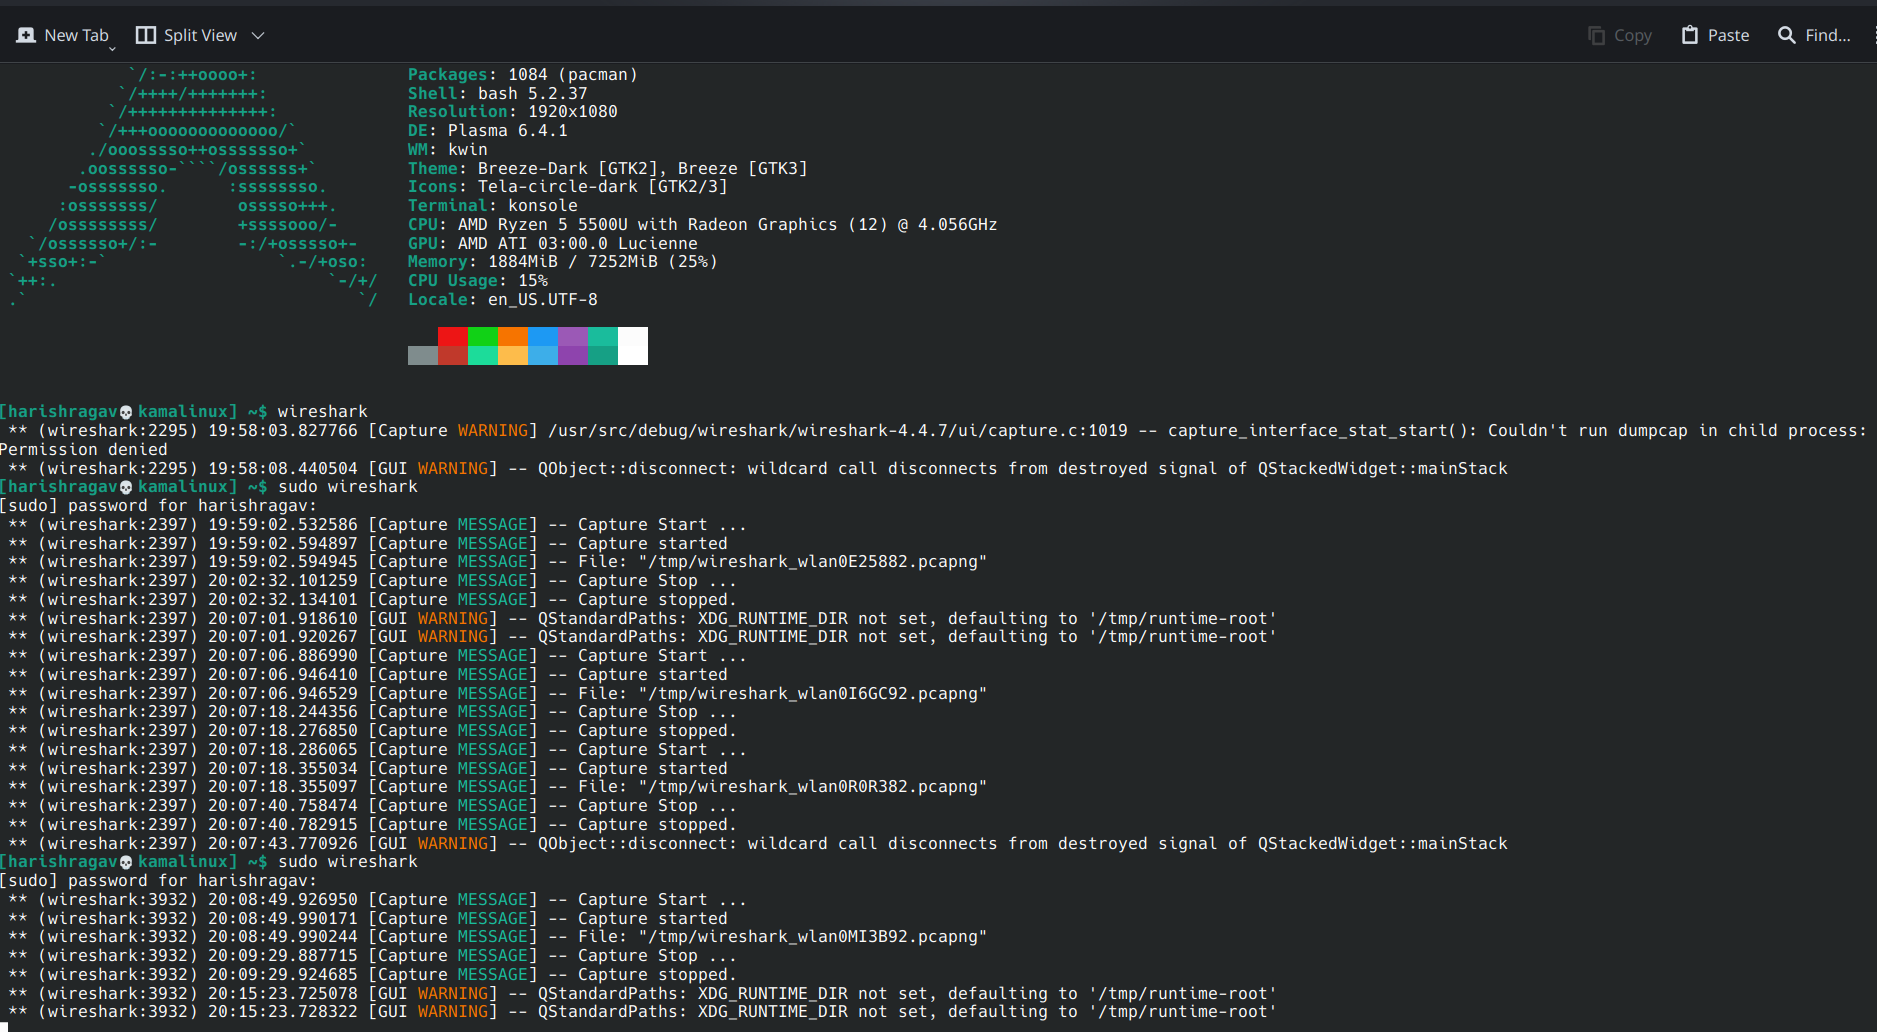 New Tab Split View Copy Paste Find...
`/:-:++oooo+: Packages: 1084 (pacman)
`/++++/+++++++: Shell: bash 5.2.37
`/++++++++++++++: Resolution: 1920x1080
`/+++ooooooooooooo/` DE: Plasma 6.4.1
./ooosssso++osssssso+` WM: kwin
.oossssso-````/ossssss+` Theme: Breeze-Dark [GTK2], Breeze [GTK3]
-osssssso. :ssssssso. Icons: Tela-circle-dark [GTK2/3]
:osssssss/ osssso+++. Terminal: konsole
/ossssssss/ +ssssooo/- CPU: AMD Ryzen 5 5500U with Radeon Graphics (12) @ 4.056GHz
`/ossssso+/:- -:/+osssso+- GPU: AMD ATI 03:00.0 Lucienne
`+sso+:-` `.-/+oso: Memory: 1884MiB / 7252MiB (25%)
`++:. `-/+/ CPU Usage: 15%
.` `/ Locale: en_US.UTF-8
[harishragav💀kamalinux] ~$ wireshark
** (wireshark:2295) 19:58:03.827766 [Capture WARNING] /usr/src/debug/wireshark/wireshark-4.4.7/ui/capture.c:1019 -- capture_interface_stat_start(): Couldn't run dumpcap in child process:
Permission denied
** (wireshark:2295) 19:58:08.440504 [GUI WARNING] -- QObject::disconnect: wildcard call disconnects from destroyed signal of QStackedWidget::mainStack
[harishragav💀kamalinux] ~$ sudo wireshark
[sudo] password for harishragav:
** (wireshark:2397) 19:59:02.532586 [Capture MESSAGE] -- Capture Start ...
** (wireshark:2397) 19:59:02.594897 [Capture MESSAGE] -- Capture started
** (wireshark:2397) 19:59:02.594945 [Capture MESSAGE] -- File: "/tmp/wireshark_wlan0E25882.pcapng"
** (wireshark:2397) 20:02:32.101259 [Capture MESSAGE] -- Capture Stop ...
** (wireshark:2397) 20:02:32.134101 [Capture MESSAGE] -- Capture stopped.
** (wireshark:2397) 20:07:01.918610 [GUI WARNING] -- QStandardPaths: XDG_RUNTIME_DIR not set, defaulting to '/tmp/runtime-root'
** (wireshark:2397) 20:07:01.920267 [GUI WARNING] -- QStandardPaths: XDG_RUNTIME_DIR not set, defaulting to '/tmp/runtime-root'
** (wireshark:2397) 20:07:06.886990 [Capture MESSAGE] -- Capture Start ...
** (wireshark:2397) 20:07:06.946410 [Capture MESSAGE] -- Capture started
** (wireshark:2397) 20:07:06.946529 [Capture MESSAGE] -- File: "/tmp/wireshark_wlan0I6GC92.pcapng"
** (wireshark:2397) 20:07:18.244356 [Capture MESSAGE] -- Capture Stop ...
** (wireshark:2397) 20:07:18.276850 [Capture MESSAGE] -- Capture stopped.
** (wireshark:2397) 20:07:18.286065 [Capture MESSAGE] -- Capture Start ...
** (wireshark:2397) 20:07:18.355034 [Capture MESSAGE] -- Capture started
** (wireshark:2397) 20:07:18.355097 [Capture MESSAGE] -- File: "/tmp/wireshark_wlan0R0R382.pcapng"
** (wireshark:2397) 20:07:40.758474 [Capture MESSAGE] -- Capture Stop ...
** (wireshark:2397) 20:07:40.782915 [Capture MESSAGE] -- Capture stopped.
** (wireshark:2397) 20:07:43.770926 [GUI WARNING] -- QObject::disconnect: wildcard call disconnects from destroyed signal of QStackedWidget::mainStack
[harishragav💀kamalinux] ~$ sudo wireshark
[sudo] password for harishragav:
** (wireshark:3932) 20:08:49.926950 [Capture MESSAGE] -- Capture Start ...
** (wireshark:3932) 20:08:49.990171 [Capture MESSAGE] -- Capture started
** (wireshark:3932) 20:08:49.990244 [Capture MESSAGE] -- File: "/tmp/wireshark_wlan0MI3B92.pcapng"
** (wireshark:3932) 20:09:29.887715 [Capture MESSAGE] -- Capture Stop ...
** (wireshark:3932) 20:09:29.924685 [Capture MESSAGE] -- Capture stopped.
** (wireshark:3932) 20:15:23.725078 [GUI WARNING] -- QStandardPaths: XDG_RUNTIME_DIR not set, defaulting to '/tmp/runtime-root'
** (wireshark:3932) 20:15:23.728322 [GUI WARNING] -- QStandardPaths: XDG_RUNTIME_DIR not set, defaulting to '/tmp/runtime-root'